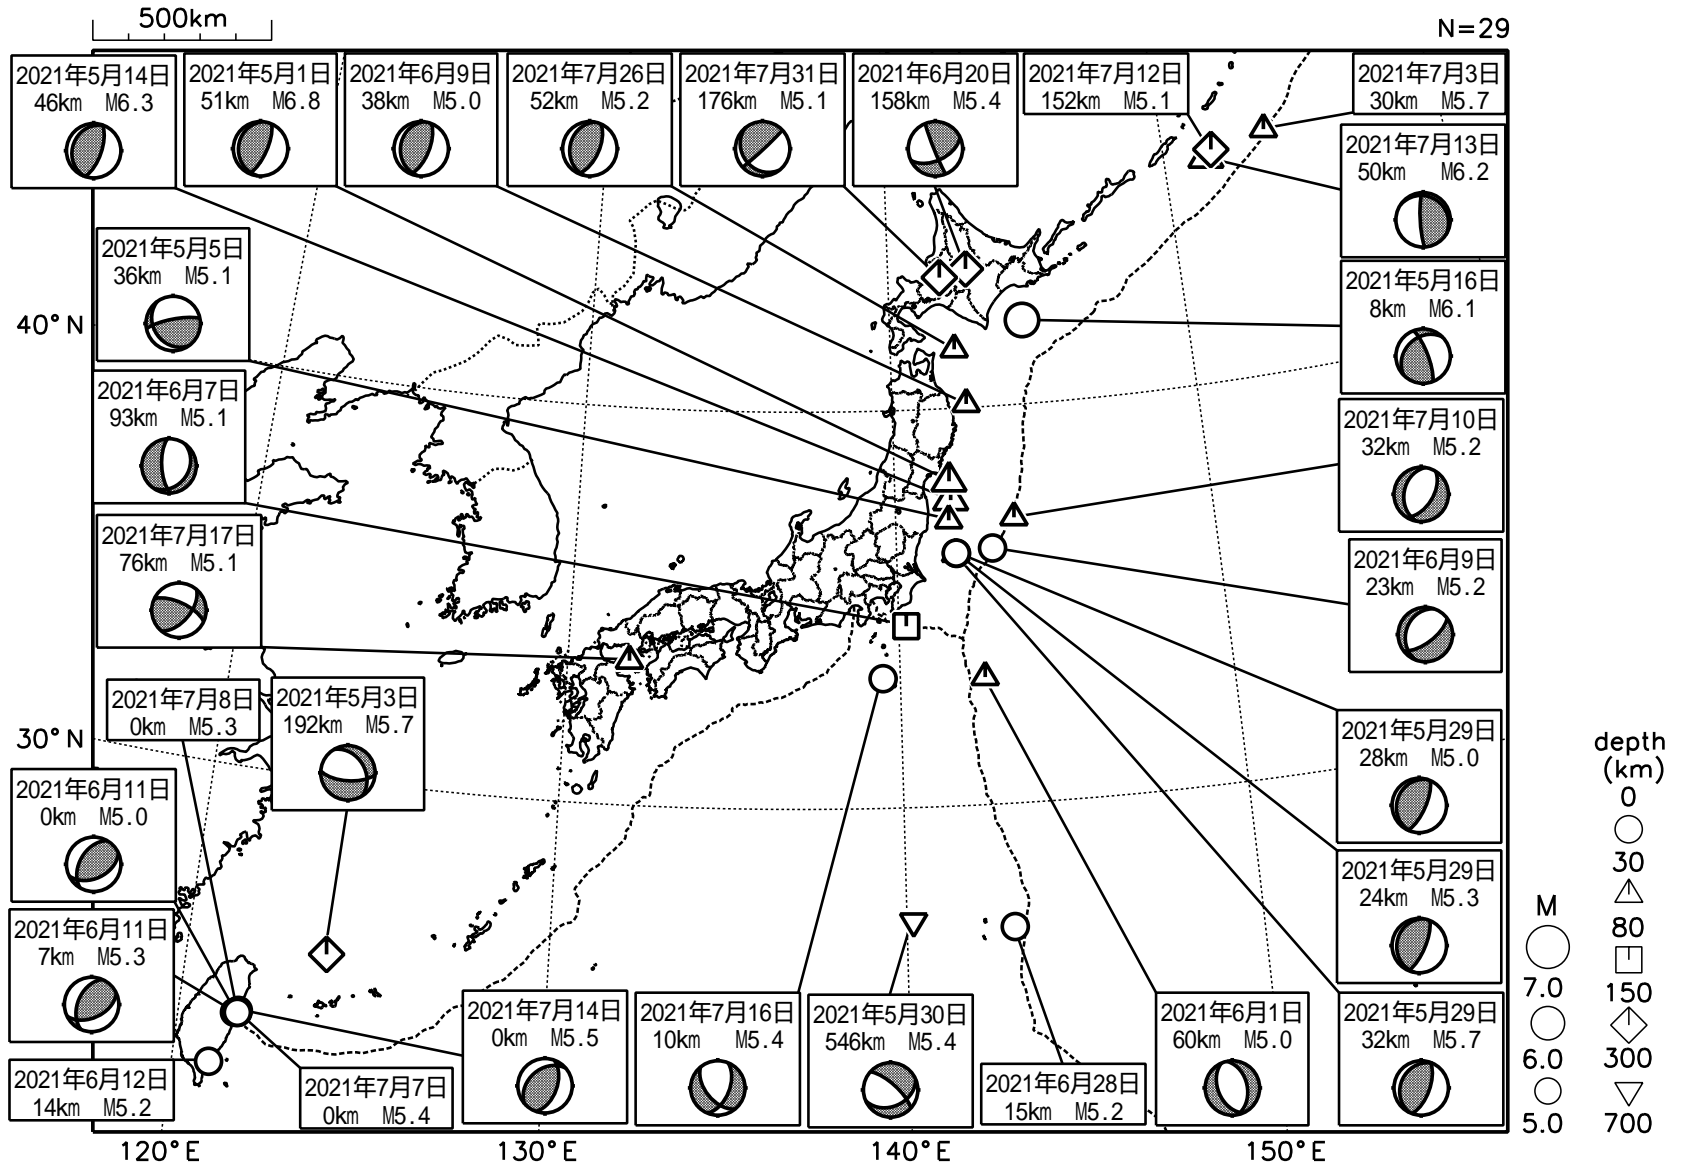 500km
N=29
2021年5月14日
46km M6.3
2021年5月1日
51km M6.8
2021年6月9日
38km M5.0
2021年7月26日
52km M5.2
2021年7月31日
176km M5.1
2021年6月20日
158km M5.4
2021年7月12日
152km M5.1
2021年7月3日
30km M5.7
2021年7月13日
50km M6.2
2021年5月5日
36km M5.1
2021年5月16日
8km M6.1
40°N
2021年6月7日
93km M5.1
2021年7月10日
32km M5.2
2021年7月17日
76km M5.1
2021年6月9日
23km M5.2
2021年7月8日
0km M5.3
2021年5月3日
192km M5.7
2021年5月29日
28km M5.0
30°N
2021年6月11日
0km M5.0
2021年5月29日
24km M5.3
2021年6月11日
7km M5.3
2021年7月14日
0km M5.5
2021年7月16日
10km M5.4
2021年5月30日
546km M5.4
2021年6月1日
60km M5.0
2021年5月29日
32km M5.7
2021年6月12日
14km M5.2
2021年7月7日
0km M5.4
2021年6月28日
15km M5.2
120°E
130°E
140°E
150°E
M
7.0
6.0
5.0
depth
(km)
0
30
80
150
300
700